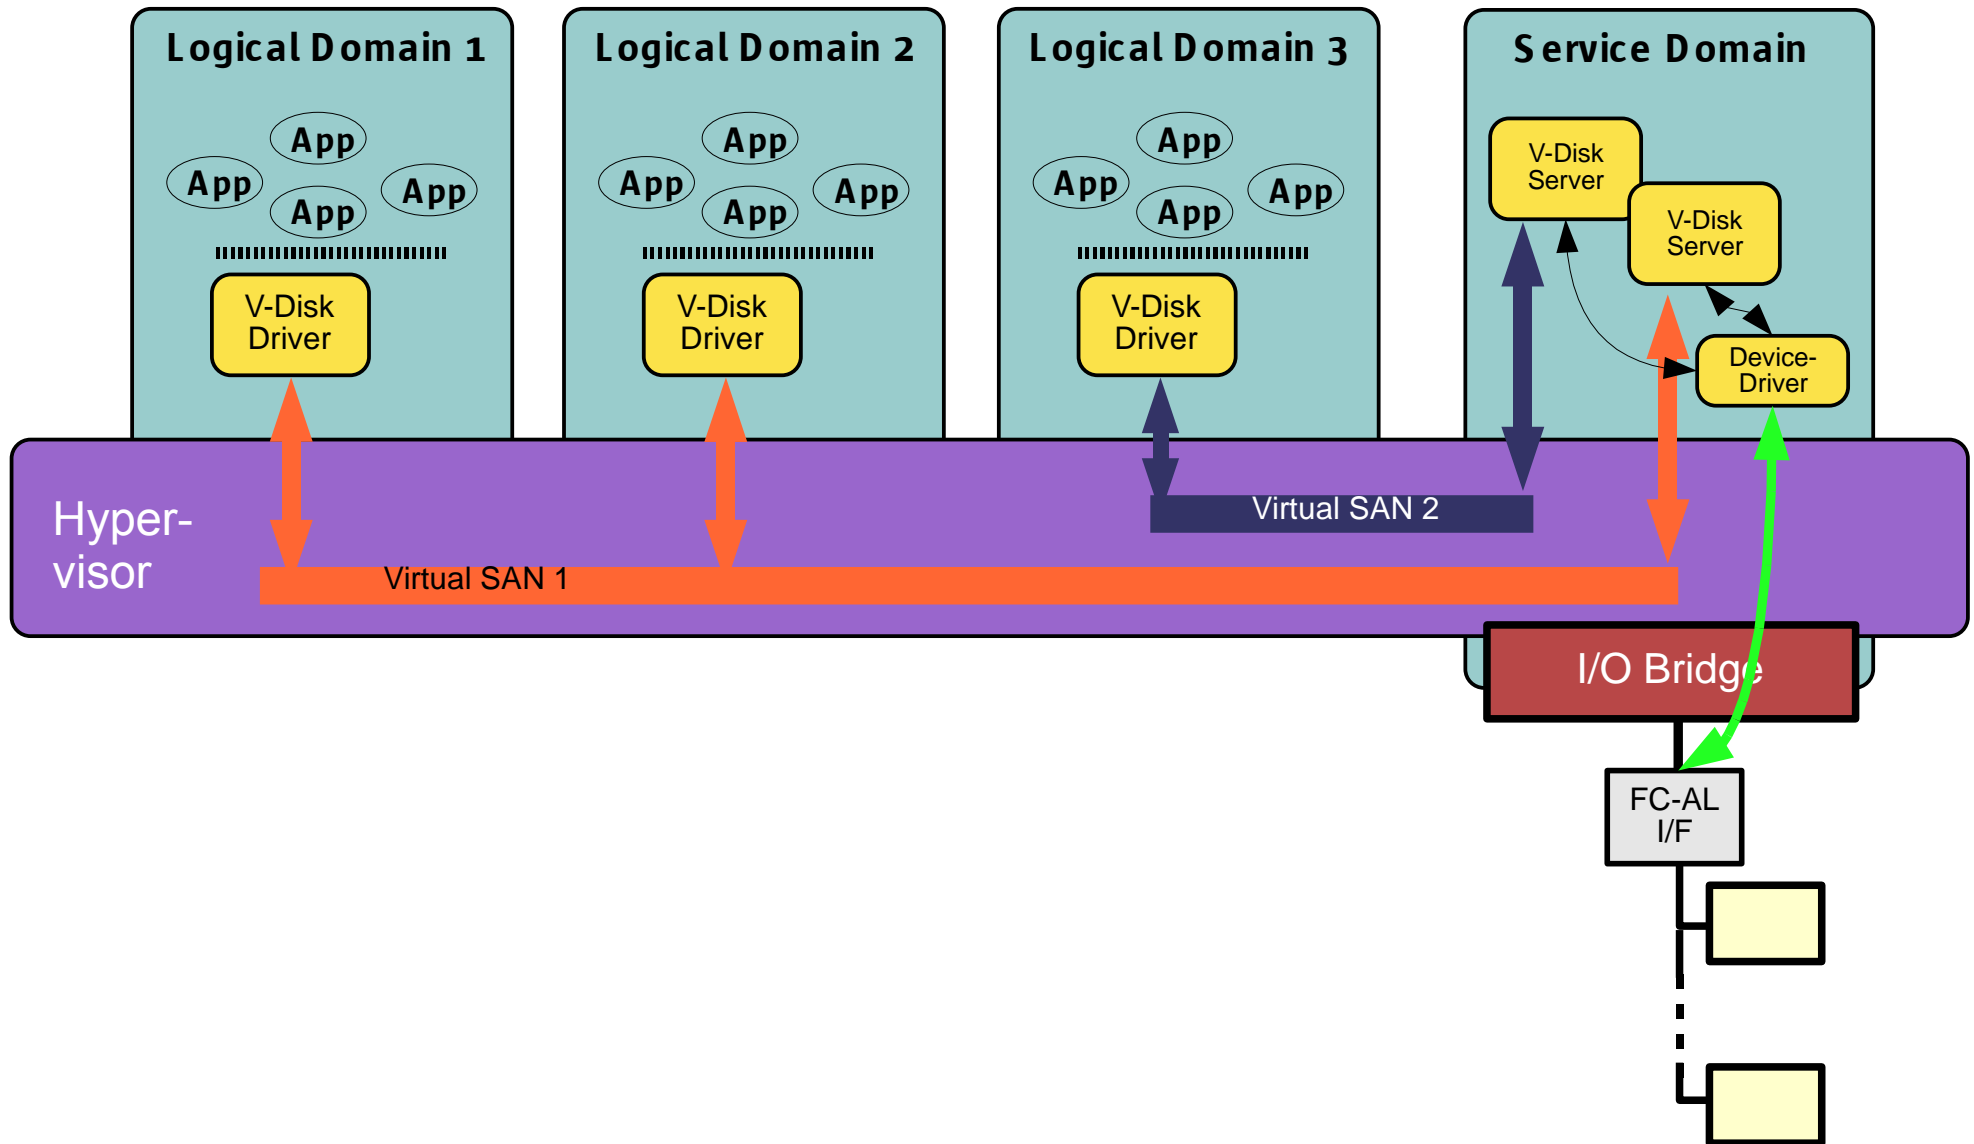 Logical Domain 1
App
App
App
App
V-Disk
Driver
Logical Domain 2
App
App
App
App
V-Disk
Driver
Logical Domain 3
App
App
App
App
V-Disk
Driver
Service Domain
V-Disk
Server
V-Disk
Server
Device-
Driver
Hyper-
visor
Virtual SAN 2
Virtual SAN 1
I/O Bridge
FC-AL
I/F